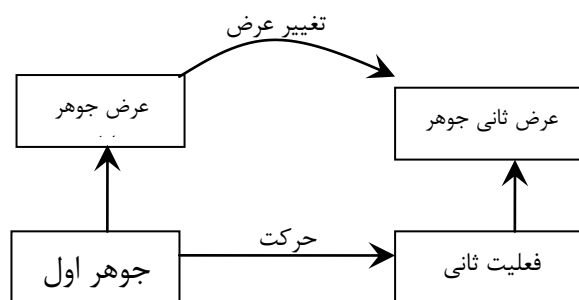 تغییر عرض
عرض جوهر
عرض ثانی جوهر
حرکت
جوهر اول
فعلیت ثانی